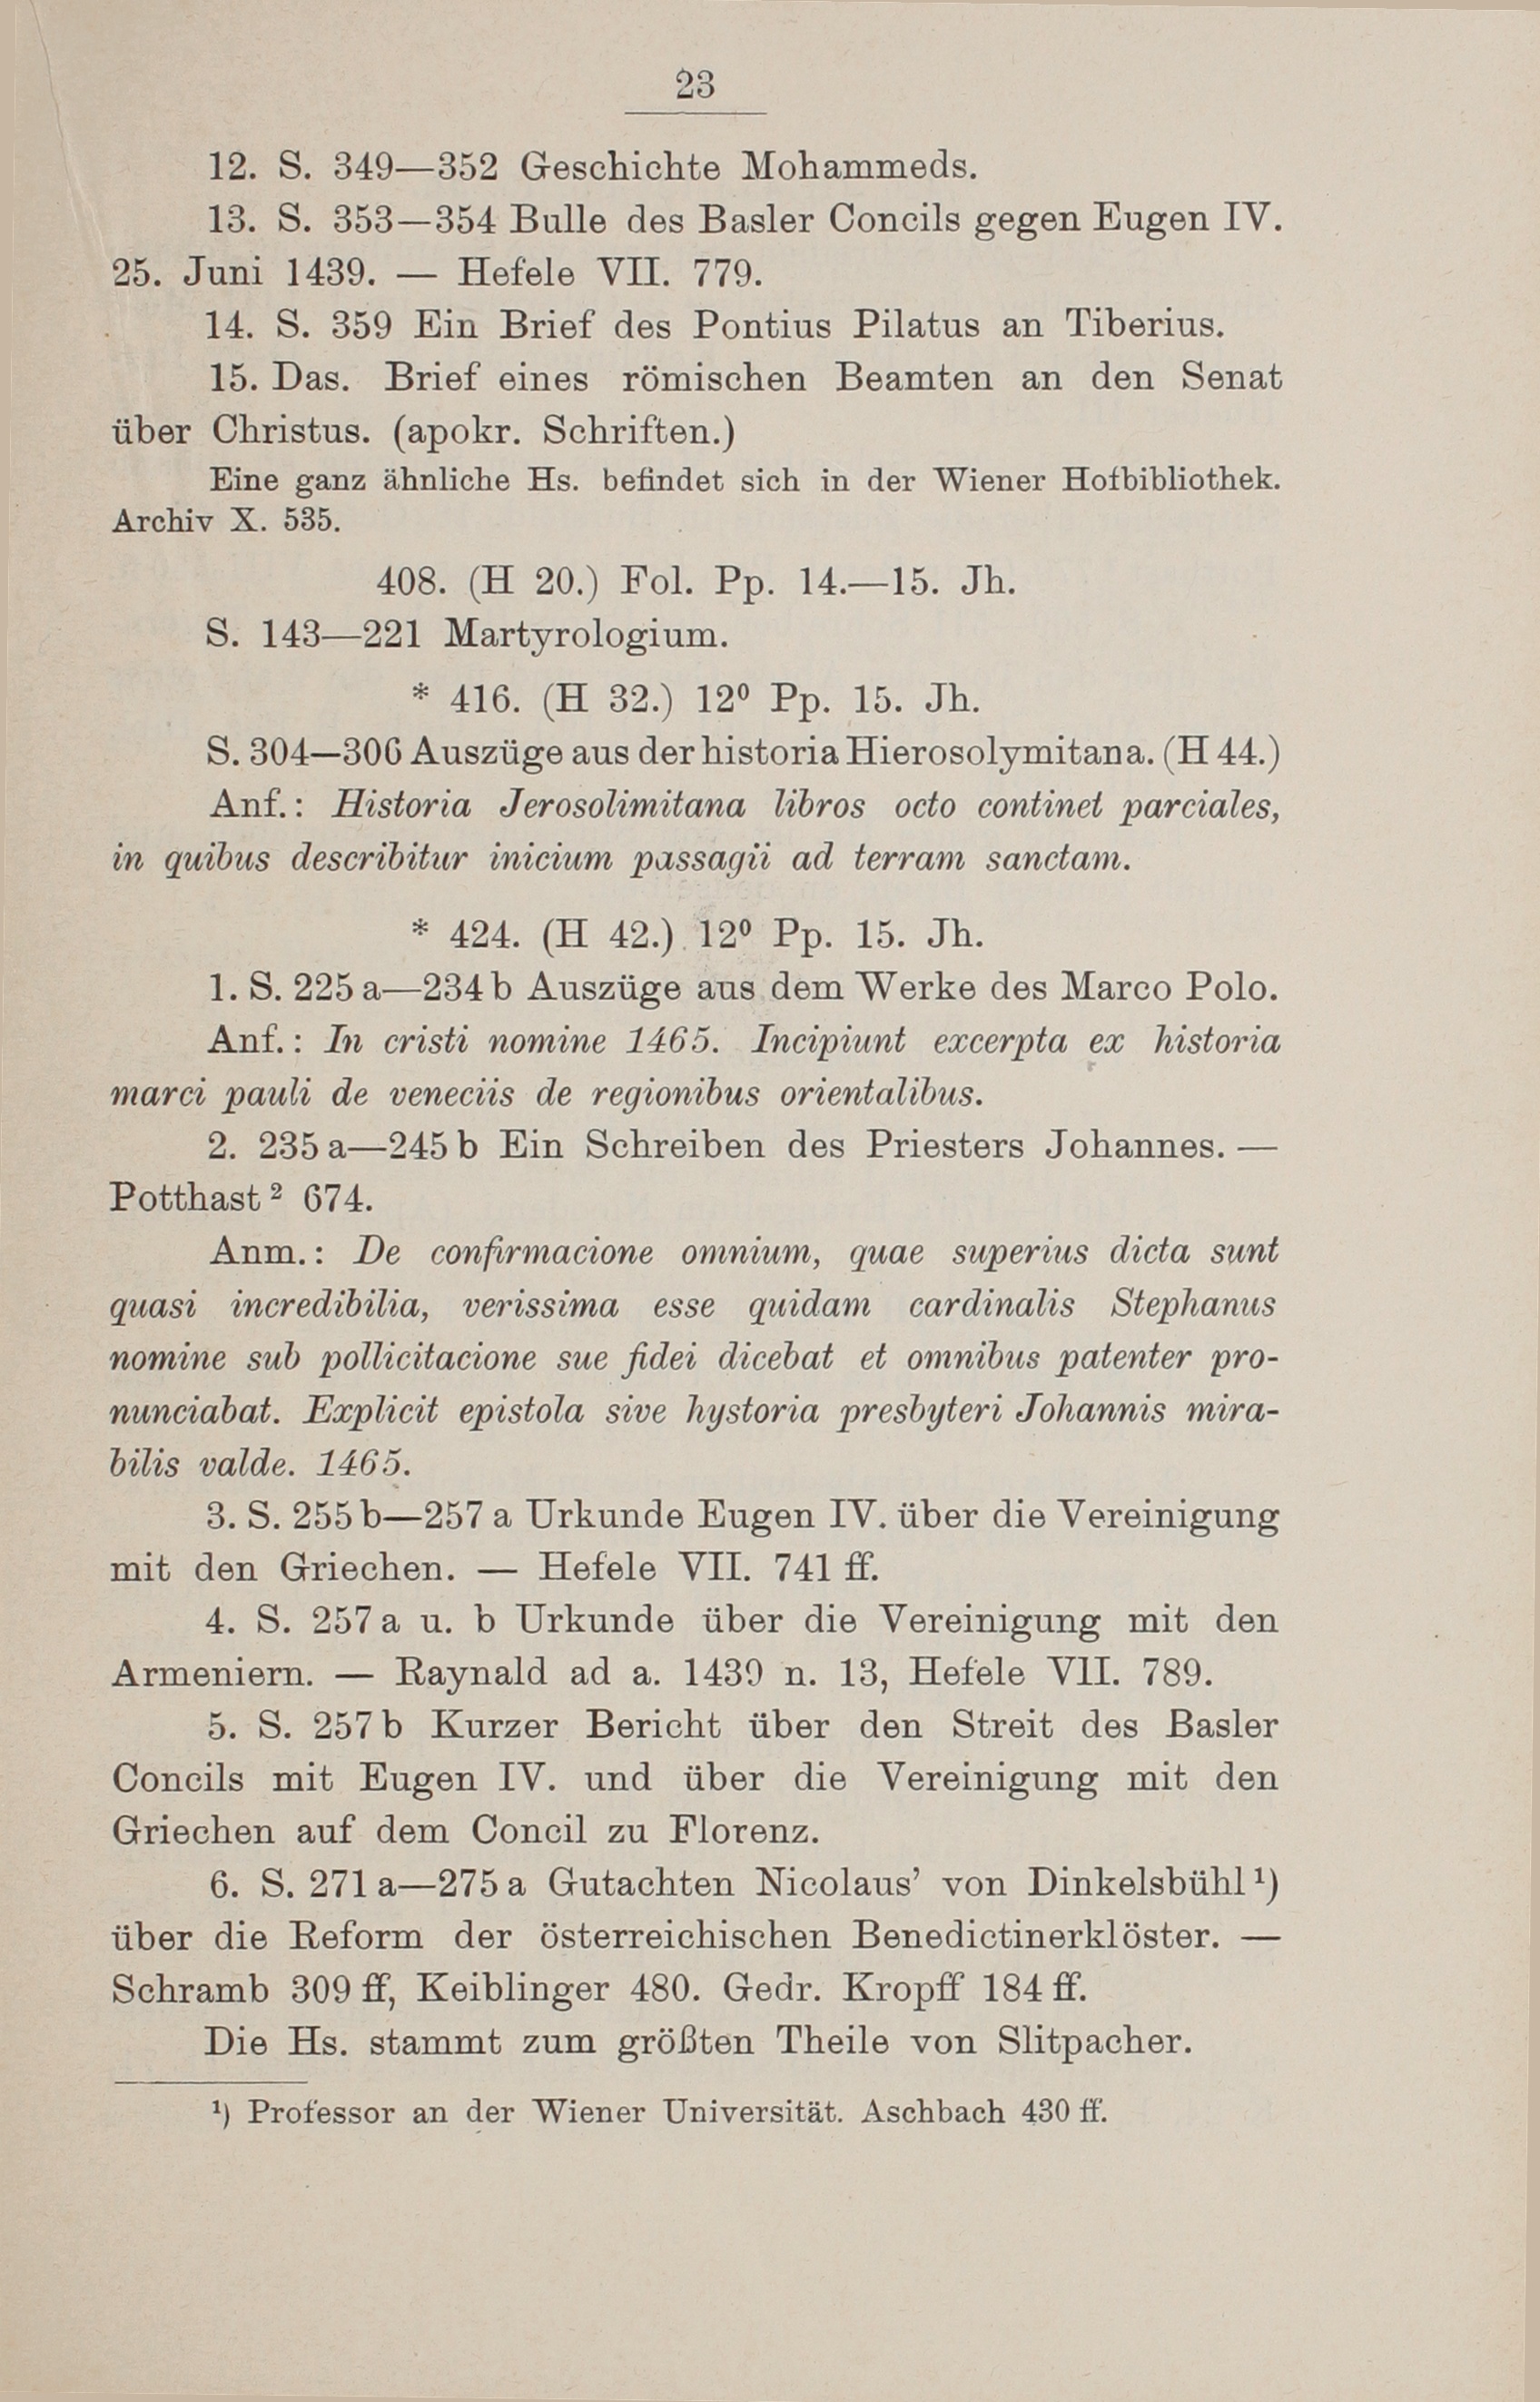 23
12. S. 349—352 Geschichte Mohammeds.
13. S. 353—354 Bulle des Basler Concils gegen Eugen IV.
25. Juni 1439. — Hefele VII. 779.
14. S. 359 Ein Brief des Pontius Pilatus an Tiberius.
15. Das. Brief eines römischen Beamten an den Senat
über Christus. (apokr. Schriften.)
Eine ganz ähnliche Hs. befindet sich in der Wiener Hofbibliothek.
Archiv X. 535.
408. (H 20.) Fol. Pp. 14.—15. Jh.
S. 143—221 Martyrologium.
* 416. (H 32.) 12⁰ Pp. 15. Jh.
S. 304—306 Auszüge aus der historia Hierosolymitana. (H 44.)
Anf.: Historia Jerosolimitana libros octo continet parciales,
in quibus describitur inicium passagii ad terram sanctam.
* 424. (H 42.) 12⁰ Pp. 15. Jh.
1. S. 225 a—234 b Auszüge aus dem Werke des Marco Polo.
Anf.: In cristi nomine 1465. Incipiunt excerpta ex historia
marci pauli de veneciis de regionibus orientalibus.
2. 235 a—245 b Ein Schreiben des Priesters Johannes. —
Potthast ² 674.
Anm.: De confirmacione omnium, quae superius dicta sunt
quasi incredibilia, verissima esse quidam cardinalis Stephanus
nomine sub pollicitacione sue fidei dicebat et omnibus patenter pro-
nunciabat. Explicit epistola sive hystoria presbyteri Johannis mira-
bilis valde. 1465.
3. S. 255 b—257 a Urkunde Eugen IV. über die Vereinigung
mit den Griechen. — Hefele VII. 741 ff.
4. S. 257 a u. b Urkunde über die Vereinigung mit den
Armeniern. — Raynald ad a. 1439 n. 13, Hefele VII. 789.
5. S. 257 b Kurzer Bericht über den Streit des Basler
Concils mit Eugen IV. und über die Vereinigung mit den
Griechen auf dem Concil zu Florenz.
6. S. 271 a—275 a Gutachten Nicolaus' von Dinkelsbühl ¹)
über die Reform der österreichischen Benedictinerklöster. —
Schramb 309 ff, Keiblinger 480. Gedr. Kropff 184 ff.
Die Hs. stammt zum größten Theile von Slitpacher.
¹) Professor an der Wiener Universität. Aschbach 430 ff.